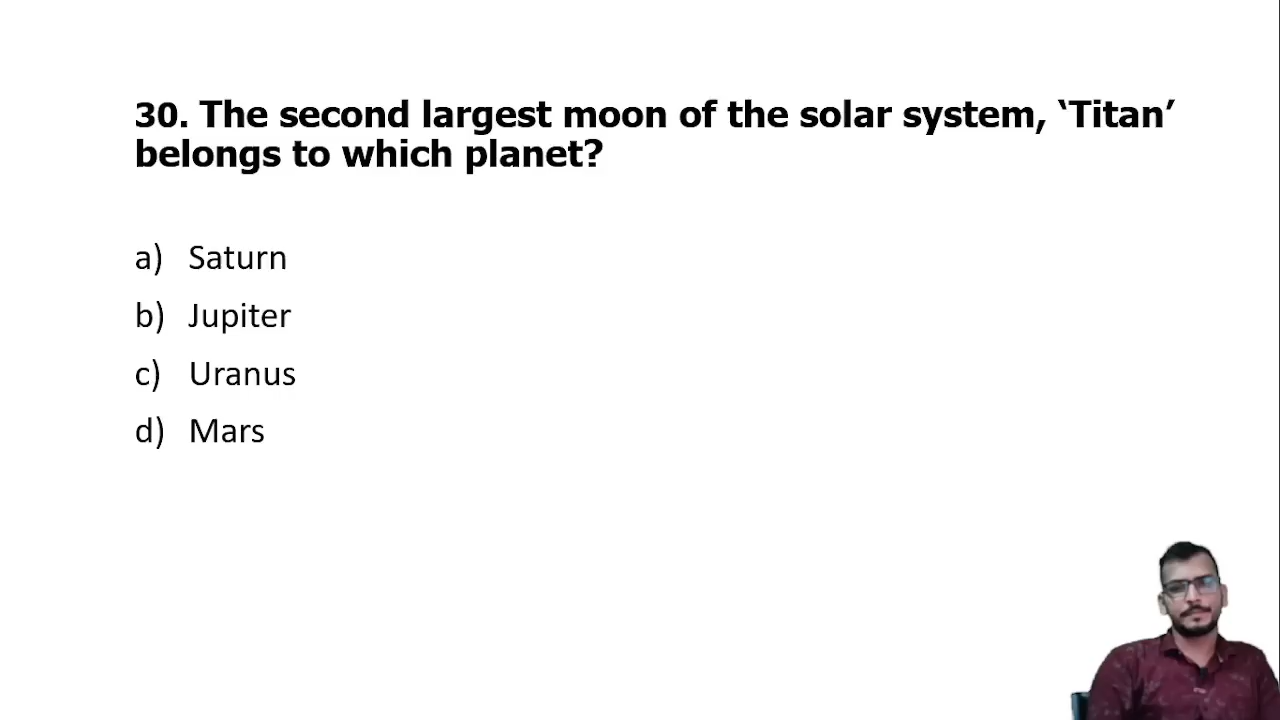 30. The second largest moon of the solar system, ‘Titan’
belongs to which planet?
a) Saturn
b) Jupiter
c) Uranus
d) Mars